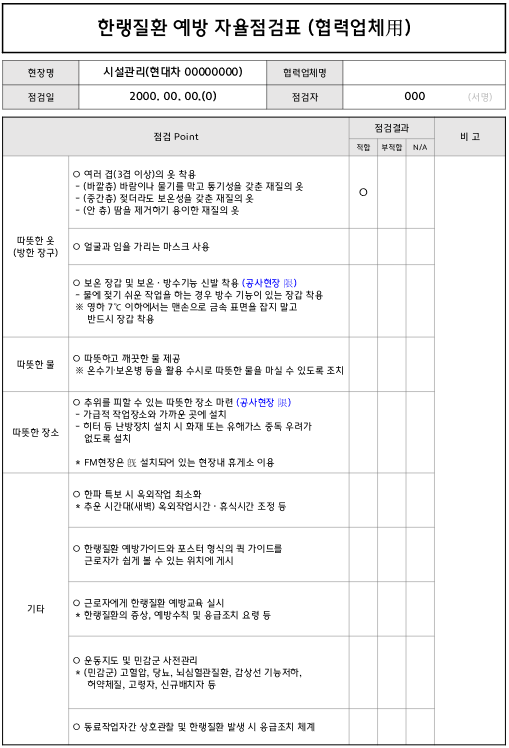 한랭질환 예방 자율점검표 (협력업체用)
현장명 시설관리(현대차 00000000) 협력업체명
점검일 2000. 00. 00.(0) 점검자 000 (서명)
점검 Point 점검결과 비 고
적합 부적합 N/A
따뜻한 옷
(방한 장구)
○ 여러 겹(3겹 이상)의 옷 착용
- (바깥층) 바람이나 물기를 막고 통기성을 갖춘 재질의 옷
- (중간층) 젖더라도 보온성을 갖춘 재질의 옷
- (안 층) 땀을 제거하기 용이한 재질의 옷
○
○ 얼굴과 입을 가리는 마스크 사용
○ 보온 장갑 및 보온 · 방수기능 신발 착용 (공사현장 限)
- 물에 젖기 쉬운 작업을 하는 경우 방수 기능이 있는 장갑 착용
※ 영하 7℃ 이하에서는 맨손으로 금속 표면을 잡지 말고
반드시 장갑 착용
따뜻한 물
○ 따뜻하고 깨끗한 물 제공
※ 온수기·보온병 등을 활용 수시로 따뜻한 물을 마실 수 있도록 조치
따뜻한 장소
○ 추위를 피할 수 있는 따뜻한 장소 마련 (공사현장 限)
- 가급적 작업장소와 가까운 곳에 설치
- 히터 등 난방장치 설치 시 화재 또는 유해가스 중독 우려가
없도록 설치
* FM현장은 旣 설치되어 있는 현장내 휴게소 이용
기타
○ 한파 특보 시 옥외작업 최소화
* 추운 시간대(새벽) 옥외작업시간 · 휴식시간 조정 등
○ 한랭질환 예방가이드와 포스터 형식의 퀵 가이드를
근로자가 쉽게 볼 수 있는 위치에 게시
○ 근로자에게 한랭질환 예방교육 실시
* 한랭질환의 증상, 예방수칙 및 응급조치 요령 등
○ 운동지도 및 민감군 사전관리
* (민감군) 고혈압, 당뇨, 뇌심혈관질환, 갑상선 기능저하,
허약체질, 고령자, 신규배치자 등
○ 동료작업자간 상호관찰 및 한랭질환 발생 시 응급조치 체계